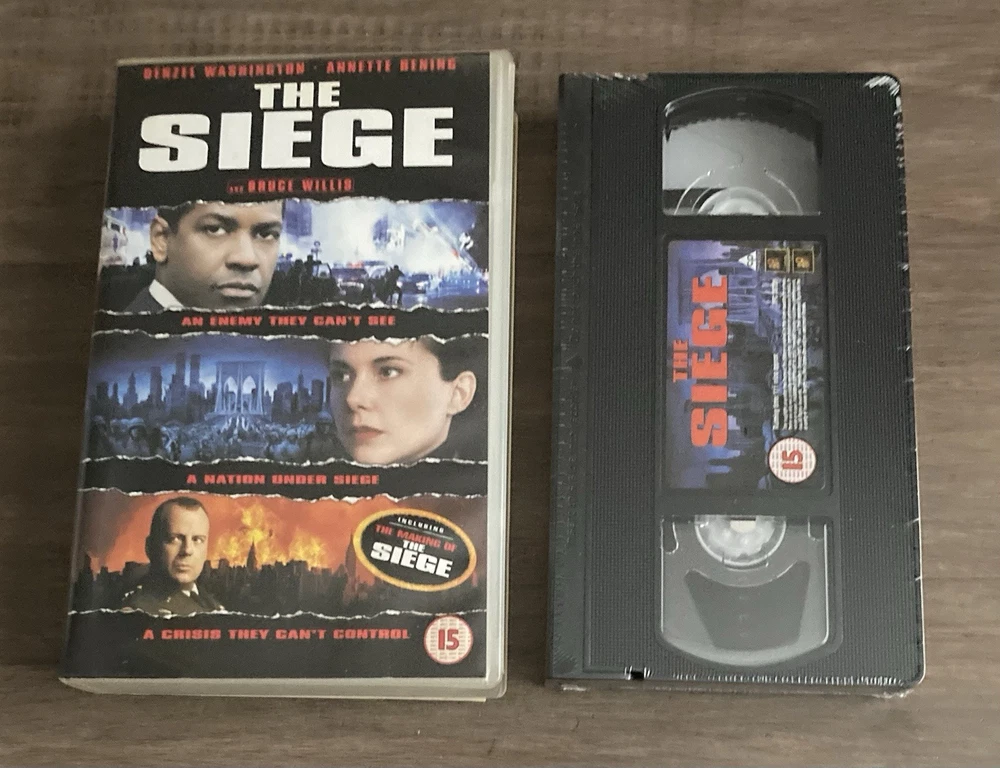 DENZEL WASHINGTON · ANNETTE BENING
THE
SIEGE
AND BRUCE WILLIS
AN ENEMY THEY CAN'T SEE
A NATION UNDER SIEGE
INCLUDING
THE MAKING OF
THE
SIEGE
A CRISIS THEY CAN'T CONTROL
15
THE
SIEGE
15